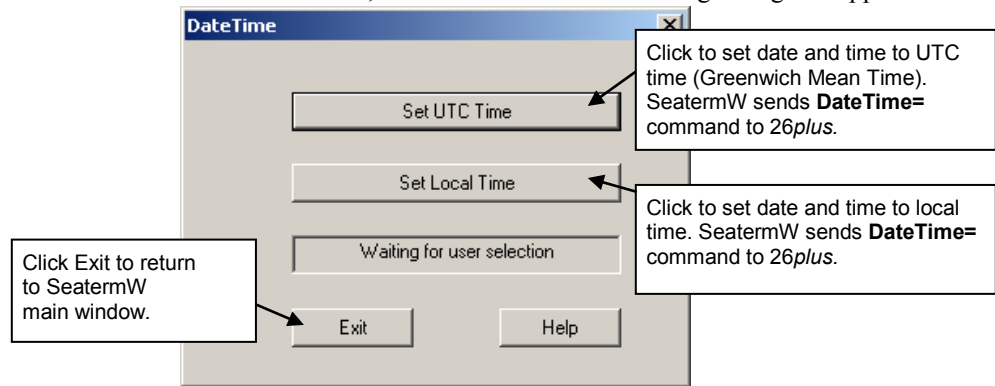 DateTime
Click to set date and time to UTC
time (Greenwich Mean Time).
SeatermW sends DateTime=
command to 26plus.
Set UTC Time
Set Local Time
Click to set date and time to local
time. SeatermW sends DateTime=
command to 26plus.
Waiting for user selection
Click Exit to return
to SeatermW
main window.
Exit
Help